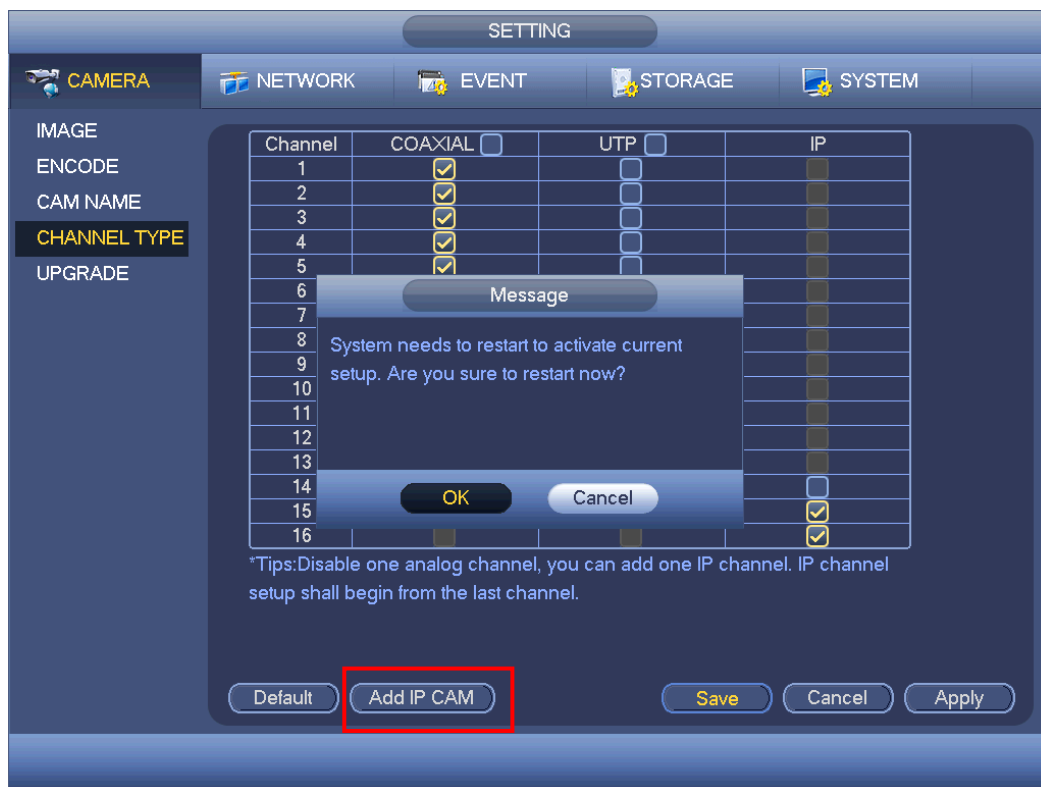 SETTING
CAMERA NETWORK EVENT STORAGE SYSTEM
IMAGE
ENCODE
CAM NAME
CHANNEL TYPE
UPGRADE
Channel COAXIAL UTP IP
1
2
3
4
5
6
7
8
9
10
11
12
13
14
15
16
Message
System needs to restart to activate current
setup. Are you sure to restart now?
OK Cancel
*Tips:Disable one analog channel, you can add one IP channel. IP channel
setup shall begin from the last channel.
Default Add IP CAM Save Cancel Apply